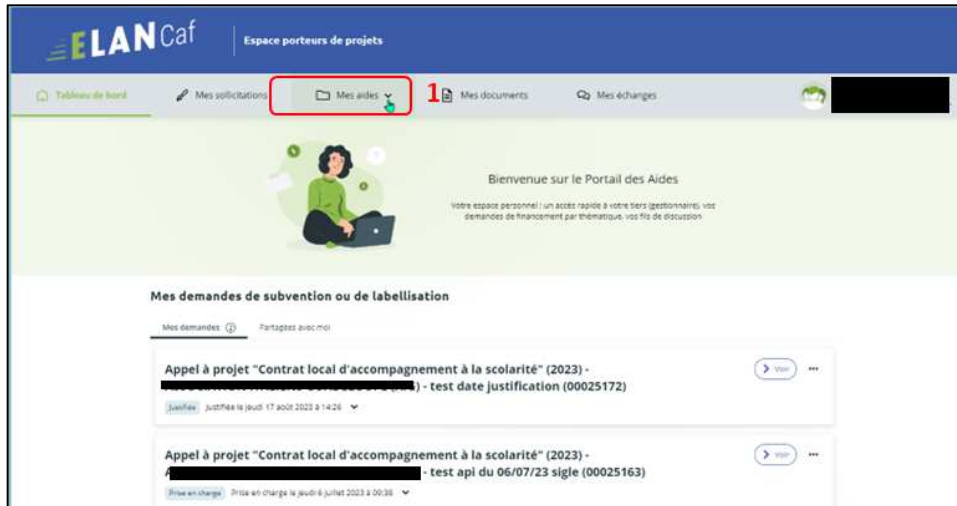 ELAN Caf
Espace porteurs de projets
Tableau de bord
Mes sollicitations
Mes aides
1
Mes documents
Mes échanges
Bienvenue sur le Portail des Aides
Votre espace personnel : un accès rapide à votre tiers (gestionnaire), vos
demandes de financement par thématique, vos fils de discussion
Mes demandes de subvention ou de labellisation
Mes demandes (2)
Partagées avec moi
Appel à projet "Contrat local d'accompagnement à la scolarité" (2023) -
) - test date justification (00025172)
Justifiée Justifiée le jeudi 17 août 2023 à 14:26
Voir
Appel à projet "Contrat local d'accompagnement à la scolarité" (2023) -
- test api du 06/07/23 sigle (00025163)
Prise en charge Prise en charge le jeudi 6 juillet 2023 à 09:38
Voir